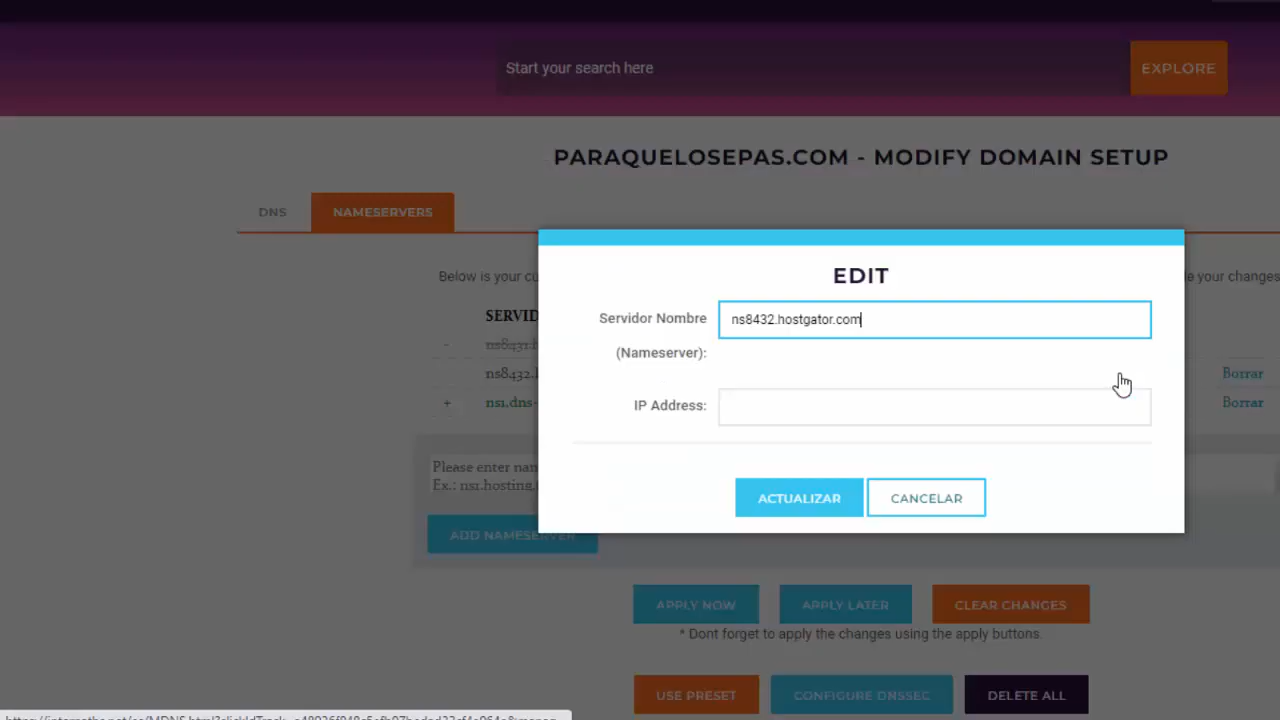 Start your search here
EXPLORE
PARAQUELOSEPAS.COM - MODIFY DOMAIN SETUP
DNS
NAMESERVERS
Below is your
e your changes
EDIT
Servidor Nombre
(Nameserver):
ns8432.hostgator.com
IP Address:
ACTUALIZAR
CANCELAR
SERVID
ns8431.
ns8432.
Borrar
+ ns1.dns-
Borrar
Please enter
Ex.: ns1.hosting.
ADD NAMESERVER
APPLY NOW
APPLY LATER
CLEAR CHANGES
* Dont forget to apply the changes using the apply buttons.
USE PRESET
CONFIGURE DNSSEC
DELETE ALL